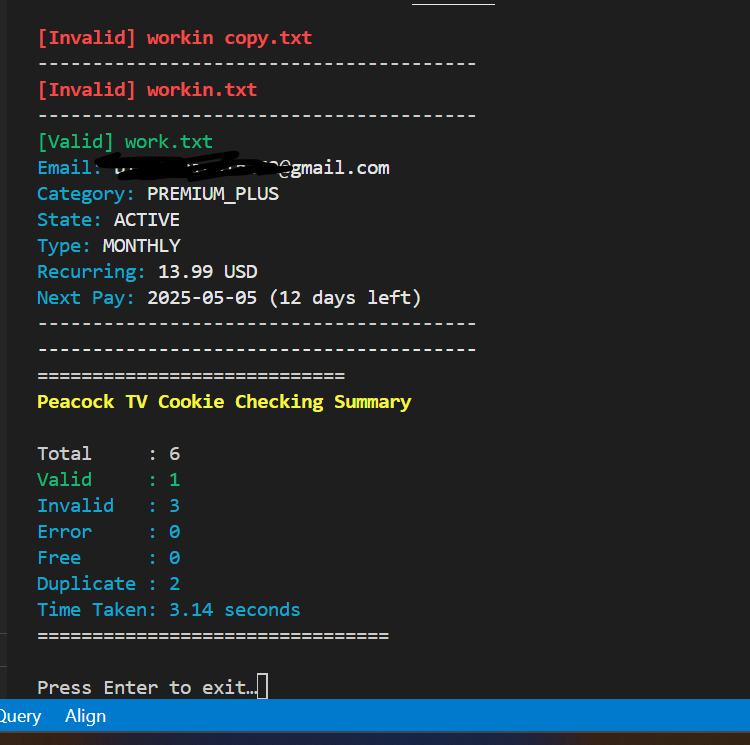 [Invalid] workin copy.txt
----------------------------------------
[Invalid] workin.txt
----------------------------------------
[Valid] work.txt
Email: @gmail.com
Category: PREMIUM_PLUS
State: ACTIVE
Type: MONTHLY
Recurring: 13.99 USD
Next Pay: 2025-05-05 (12 days left)
----------------------------------------
----------------------------------------
============================
Peacock TV Cookie Checking Summary
Total     : 6
Valid     : 1
Invalid   : 3
Error     : 0
Free      : 0
Duplicate : 2
Time Taken: 3.14 seconds
================================
Press Enter to exit…
Query Align